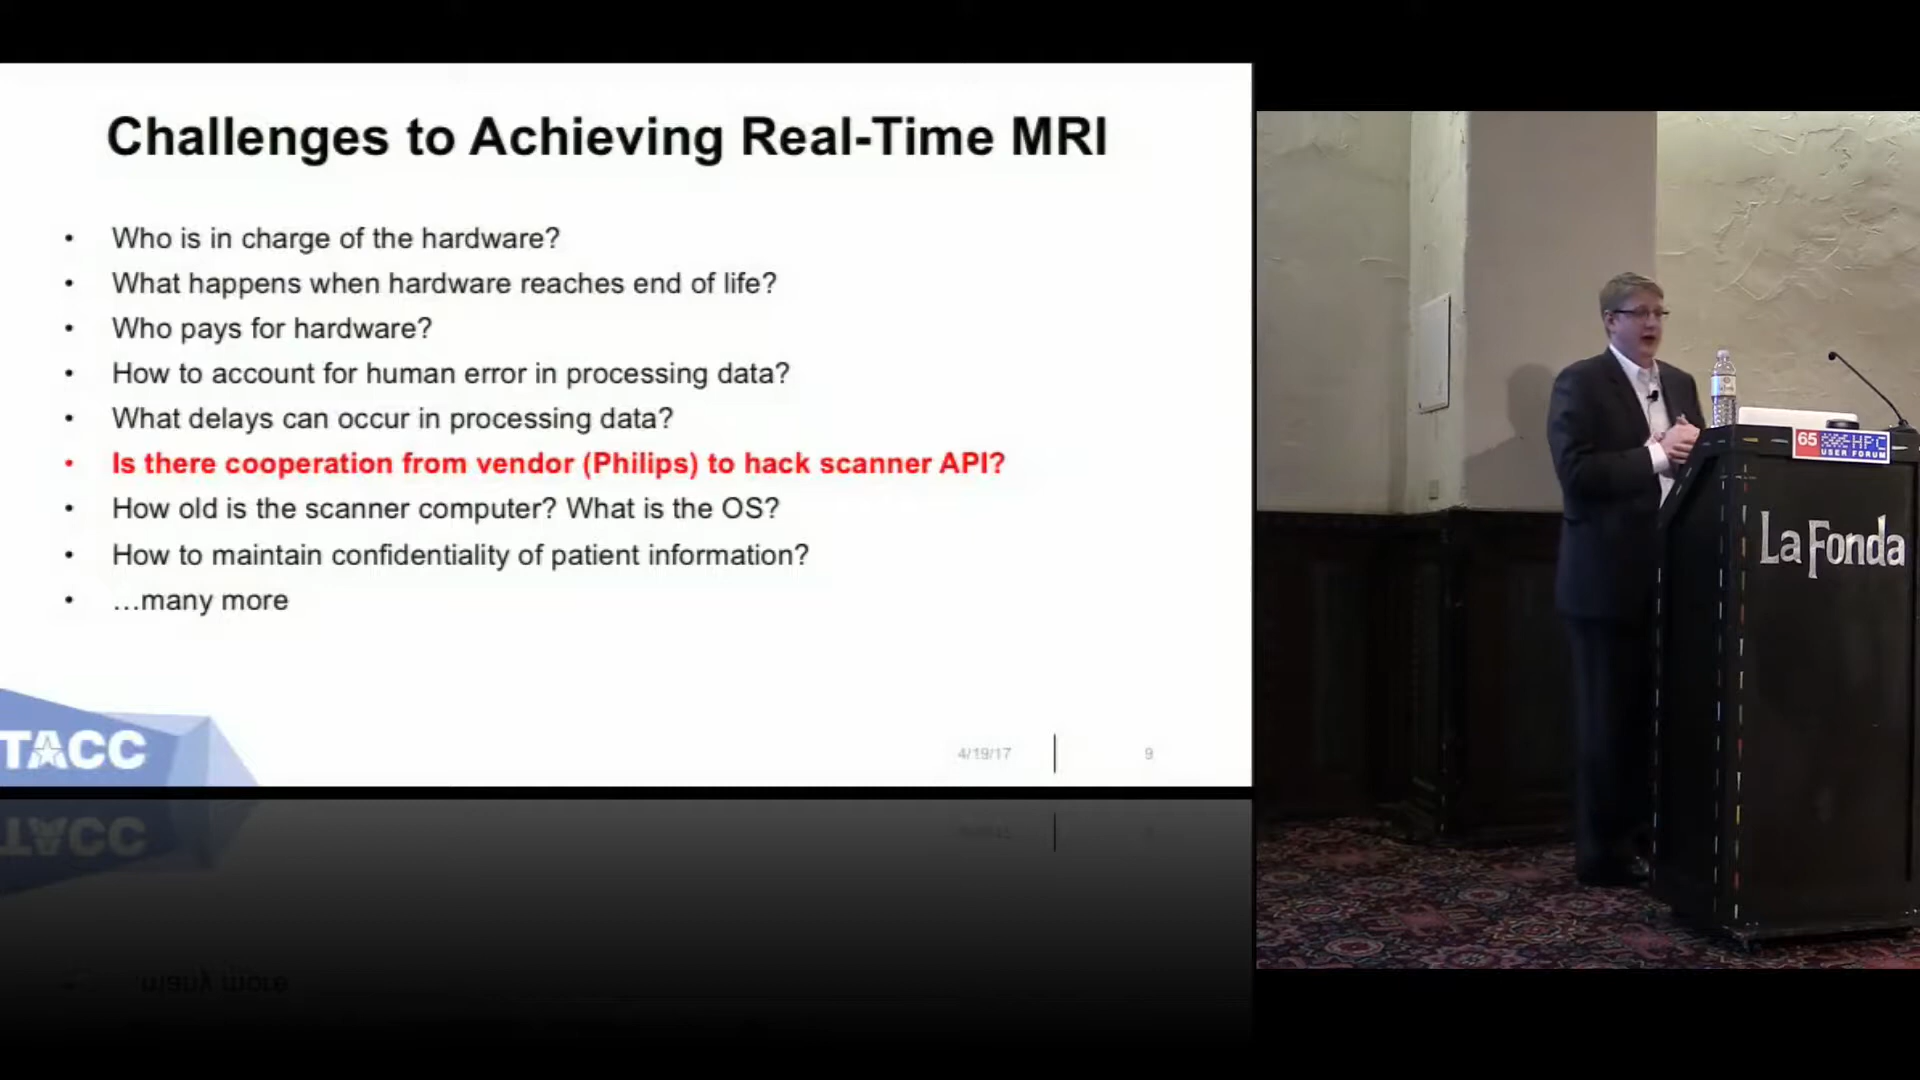 Challenges to Achieving Real-Time MRI
• Who is in charge of the hardware?
• What happens when hardware reaches end of life?
• Who pays for hardware?
• How to account for human error in processing data?
• What delays can occur in processing data?
• Is there cooperation from vendor (Philips) to hack scanner API?
• How old is the scanner computer? What is the OS?
• How to maintain confidentiality of patient information?
• …many more
TACC
4/19/17
9
65 HPC
USER FORUM
La Fonda